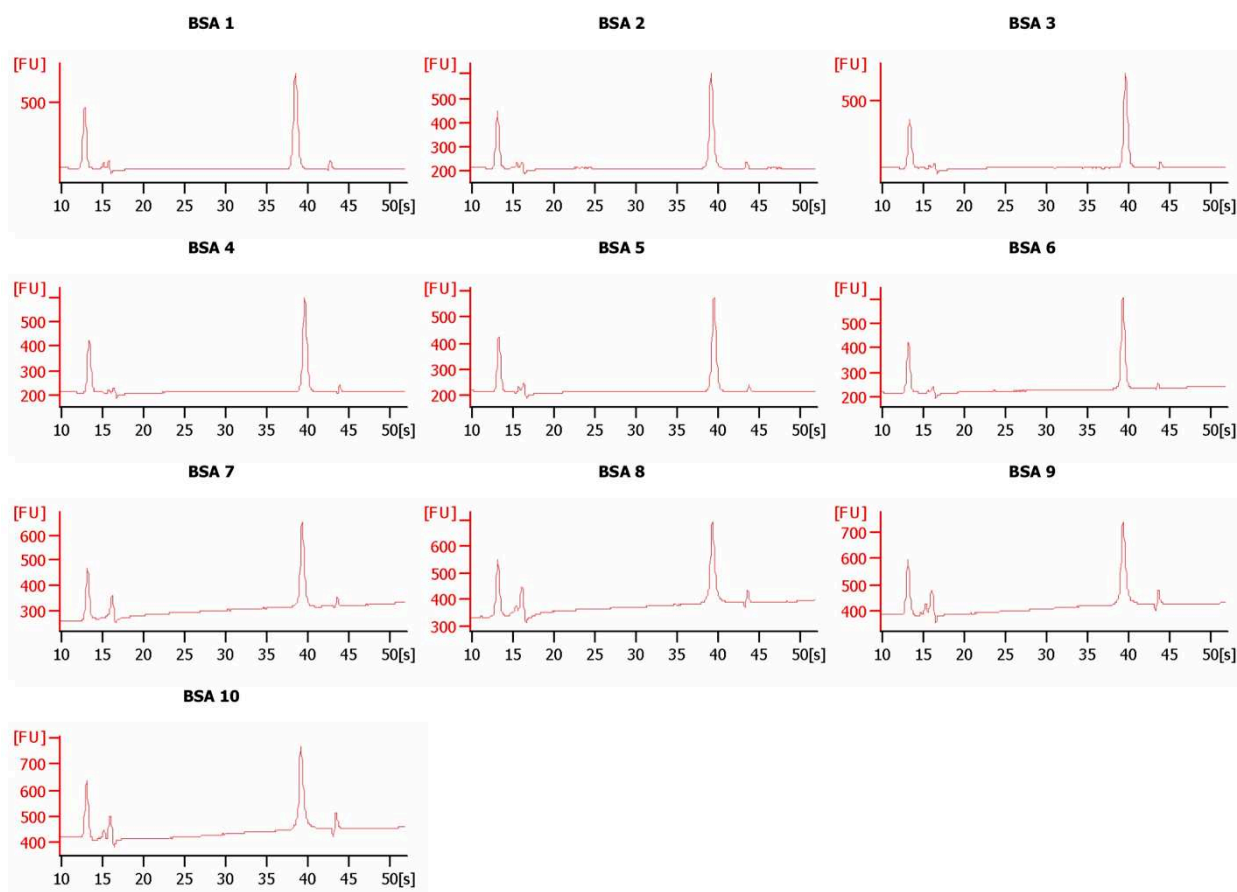 BSA 1 BSA 2 BSA 3
[FU] [FU] [FU]
500 500 400 300 200 500
10 15 20 25 30 35 40 45 50[s] 10 15 20 25 30 35 40 45 50[s] 10 15 20 25 30 35 40 45 50[s]
BSA 4 BSA 5 BSA 6
[FU] [FU] [FU]
500 500 500
400 400 400
300 300 300
200 200 200
10 15 20 25 30 35 40 45 50[s] 10 15 20 25 30 35 40 45 50[s] 10 15 20 25 30 35 40 45 50[s]
BSA 7 BSA 8 BSA 9
[FU] [FU] [FU]
600 600 700
500 500 600
400 400 500
300 300 400
10 15 20 25 30 35 40 45 50[s] 10 15 20 25 30 35 40 45 50[s] 10 15 20 25 30 35 40 45 50[s]
BSA 10
[FU]
700
600
500
400
10 15 20 25 30 35 40 45 50[s]